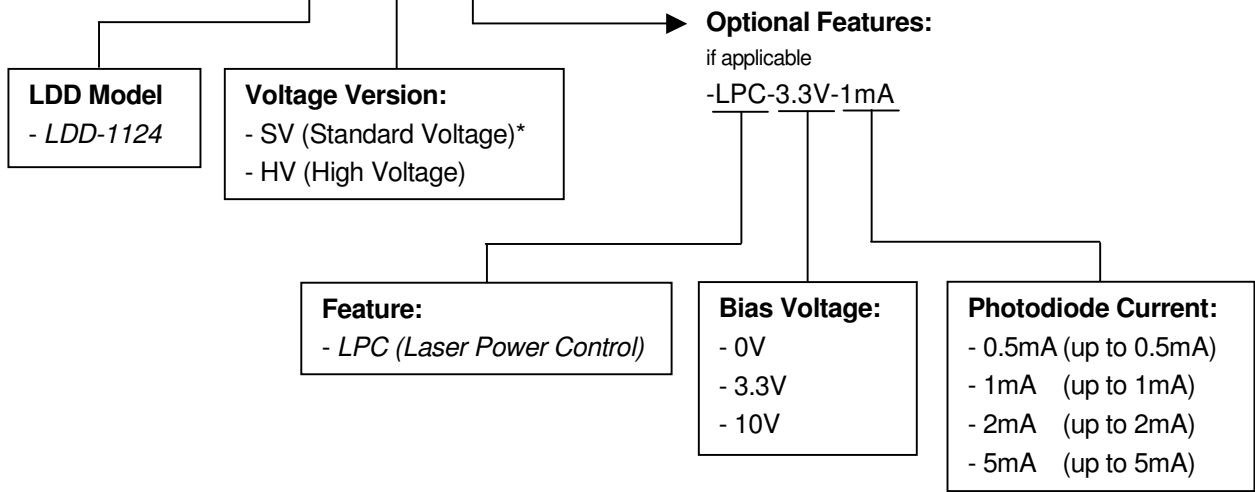 Optional Features:
if applicable
-LPC-3.3V-1mA
LDD Model
- LDD-1124
Voltage Version:
- SV (Standard Voltage)*
- HV (High Voltage)
Feature:
- LPC (Laser Power Control)
Bias Voltage:
- 0V
- 3.3V
- 10V
Photodiode Current:
- 0.5mA (up to 0.5mA)
- 1mA (up to 1mA)
- 2mA (up to 2mA)
- 5mA (up to 5mA)